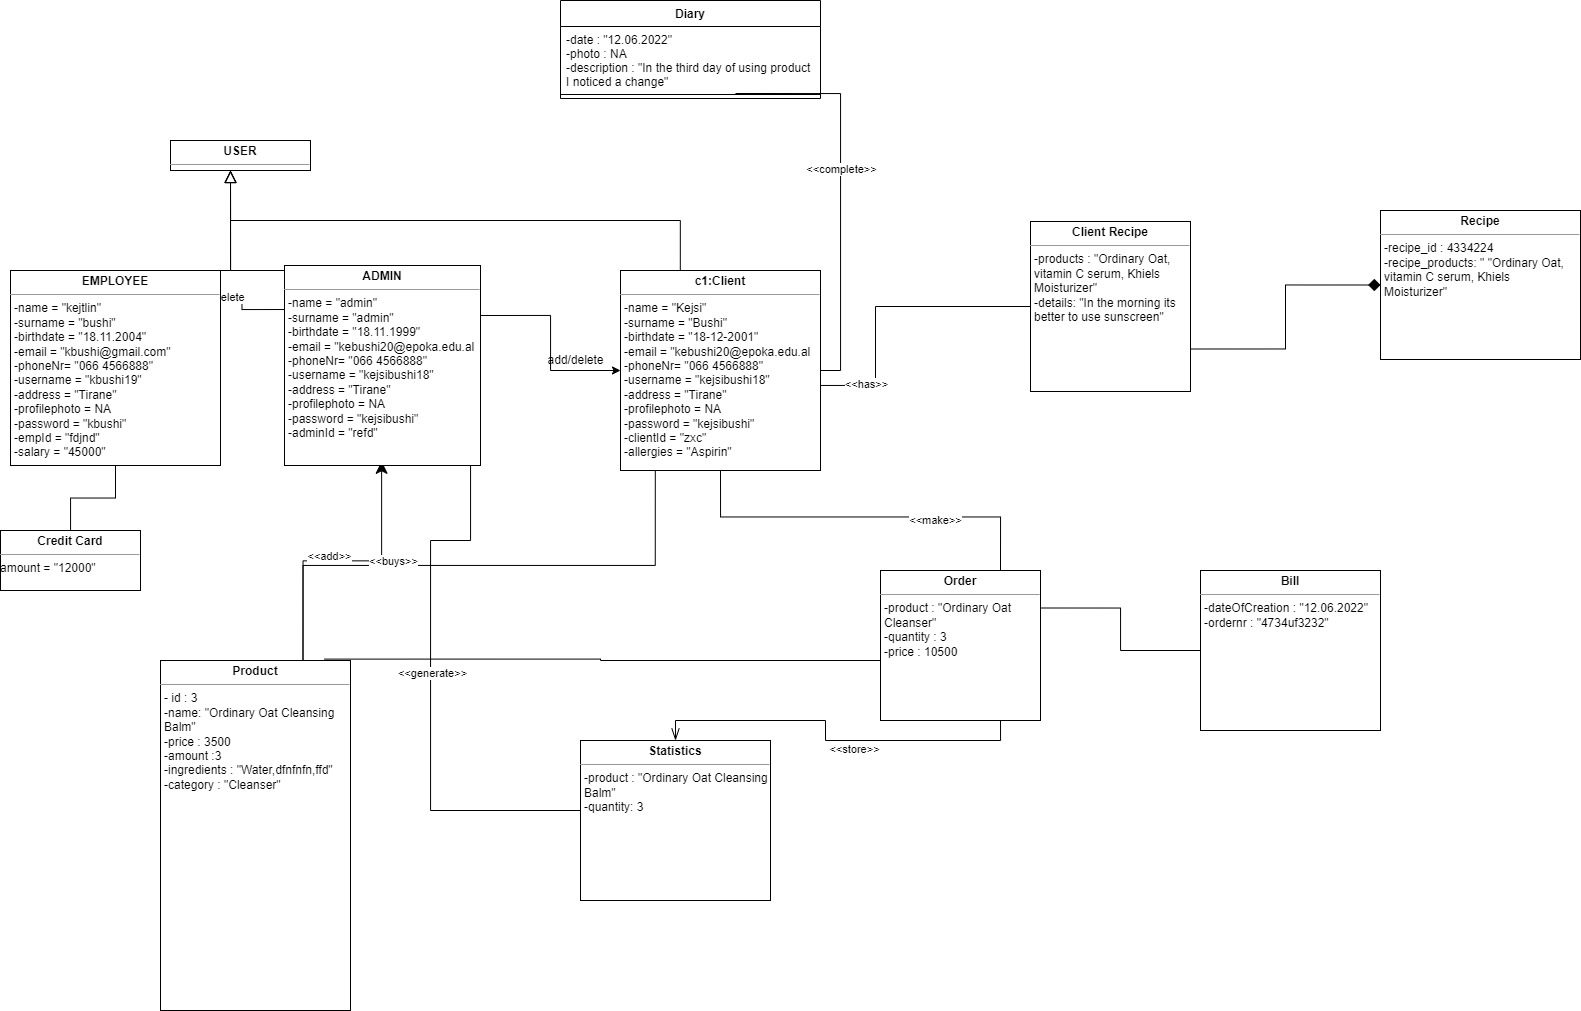 Diary
-date : "12.06.2022"
-photo : NA
-description : "In the third day of using product
I noticed a change"
<<complete>>
USER
EMPLOYEE
-name = "kejtlin"
-surname = "bushi"
-birthdate = "18.11.2004"
-email = "kbushi@gmail.com"
-phoneNr= "066 4566888"
-username = "kbushi19"
-address = "Tirane"
-profilephoto = NA
-password = "kbushi"
-empId = "fdjnd"
-salary = "45000"
elete
ADMIN
-name = "admin"
-surname = "admin"
-birthdate = "18.11.1999"
-email = "kebushi20@epoka.edu.al
-phoneNr= "066 4566888"
-username = "kejsibushi18"
-address = "Tirane"
-profilephoto = NA
-password = "kejsibushi"
-adminId = "refd"
add/delete
c1:Client
-name = "Kejsi"
-surname = "Bushi"
-birthdate = "18-12-2001"
-email = "kebushi20@epoka.edu.al
-phoneNr= "066 4566888"
-username = "kejsibushi18"
-address = "Tirane"
-profilephoto = NA
-password = "kejsibushi"
-clientId = "zxc"
-allergies = "Aspirin"
<<has>>
Client Recipe
-products : "Ordinary Oat,
vitamin C serum, Khiels
Moisturizer"
-details: "In the morning its
better to use sunscreen"
Recipe
-recipe_id : 4334224
-recipe_products: " "Ordinary Oat,
vitamin C serum, Khiels
Moisturizer"
Credit Card
amount = "12000"
<<add>>
<<buys>>
<<make>>
Order
-product : "Ordinary Oat
Cleanser"
-quantity : 3
-price : 10500
Bill
-dateOfCreation : "12.06.2022"
-ordernr : "4734uf3232"
Product
- id : 3
-name: "Ordinary Oat Cleansing
Balm"
-price : 3500
-amount :3
-ingredients : "Water,dfnfnfn,ffd"
-category : "Cleanser"
<<generate>>
<<store>>
Statistics
-product : "Ordinary Oat Cleansing
Balm"
-quantity: 3